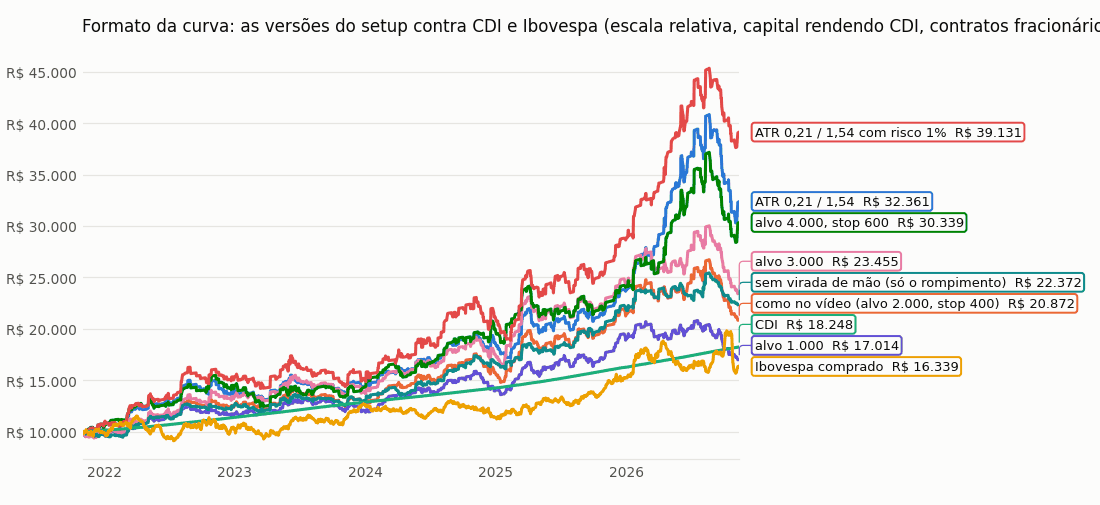 Formato da curva: as versões do setup contra CDI e Ibovespa (escala relativa, capital rendendo CDI, contratos fracionário
R$ 45.000
R$ 40.000
R$ 35.000
R$ 30.000
R$ 25.000
R$ 20.000
R$ 15.000
R$ 10.000
ATR 0,21 / 1,54 com risco 1% R$ 39.131
ATR 0,21 / 1,54 R$ 32.361
alvo 4.000, stop 600 R$ 30.339
alvo 3.000 R$ 23.455
sem virada de mão (só o rompimento) R$ 22.372
como no vídeo (alvo 2.000, stop 400) R$ 20.872
CDI R$ 18.248
alvo 1.000 R$ 17.014
Ibovespa comprado R$ 16.339
2022 2023 2024 2025 2026